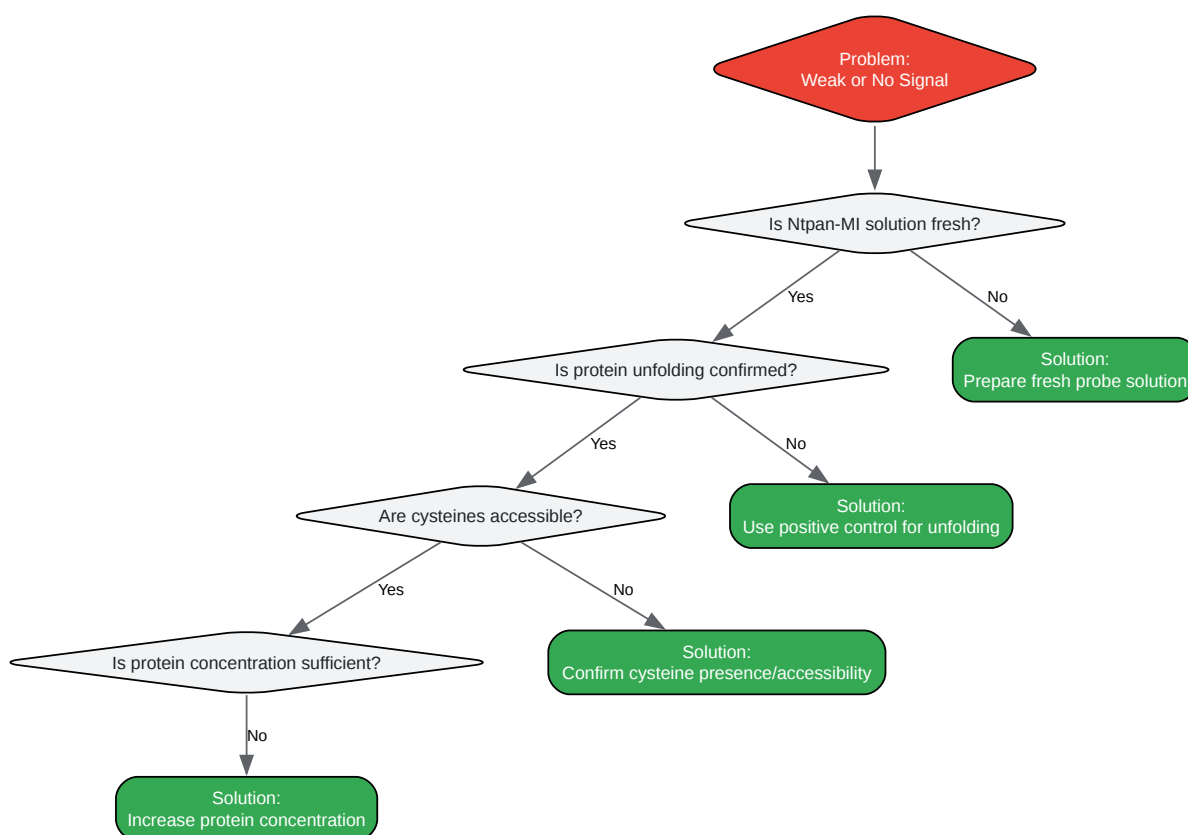 Problem:
Weak or No Signal
Is Ntpan-MI solution fresh?
Yes
No
Solution:
Prepare fresh probe solution
Is protein unfolding confirmed?
Yes
No
Solution:
Use positive control for unfolding
Are cysteines accessible?
Yes
No
Solution:
Confirm cysteine presence/accessibility
Is protein concentration sufficient?
No
Solution:
Increase protein concentration